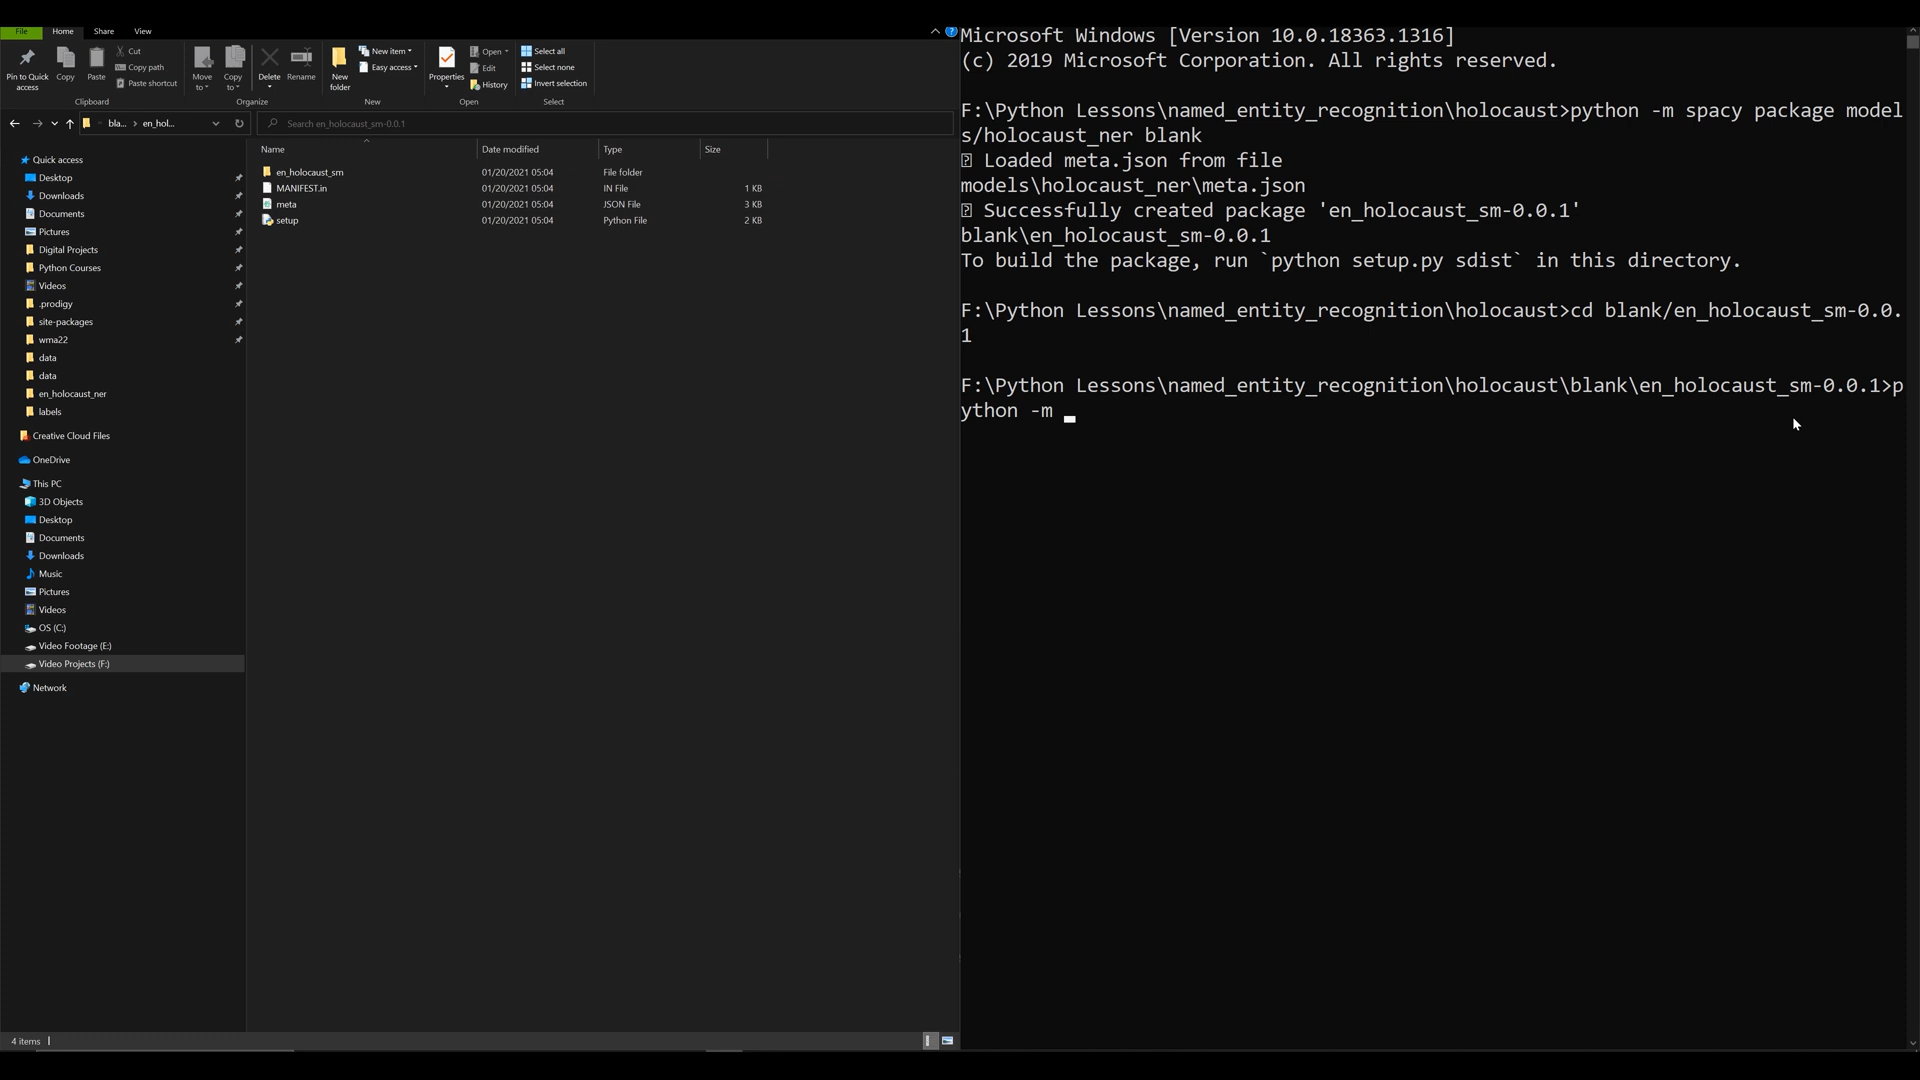 File Home Share View
Pin to Quick access
Copy
Paste
Cut
Copy path
Paste shortcut
Clipboard
Move to
Copy to
Delete
Rename
Organize
New folder
New item
Easy access
New
Properties
Open
Edit
History
Open
Select all
Select none
Invert selection
Select
bla... en_hol...
Search en_holocaust_sm-0.0.1
Name Date modified Type Size
en_holocaust_sm 01/20/2021 05:04 File folder
MANIFEST.in 01/20/2021 05:04 IN File 1 KB
meta 01/20/2021 05:04 JSON File 3 KB
setup 01/20/2021 05:04 Python File 2 KB
Quick access
Desktop
Downloads
Documents
Pictures
Digital Projects
Python Courses
Videos
.prodigy
site-packages
wma22
data
data
en_holocaust_ner
labels
Creative Cloud Files
OneDrive
This PC
3D Objects
Desktop
Documents
Downloads
Music
Pictures
Videos
OS (C:)
Video Footage (E:)
Video Projects (F:)
Network
4 items
Microsoft Windows [Version 10.0.18363.1316]
(c) 2019 Microsoft Corporation. All rights reserved.
F:\Python Lessons\named_entity_recognition\holocaust>python -m spacy package model
s/holocaust_ner blank
Loaded meta.json from file
models\holocaust_ner\meta.json
Successfully created package 'en_holocaust_sm-0.0.1'
blank\en_holocaust_sm-0.0.1
To build the package, run `python setup.py sdist` in this directory.
F:\Python Lessons\named_entity_recognition\holocaust>cd blank/en_holocaust_sm-0.0.
1
F:\Python Lessons\named_entity_recognition\holocaust\blank\en_holocaust_sm-0.0.1>p
ython -m